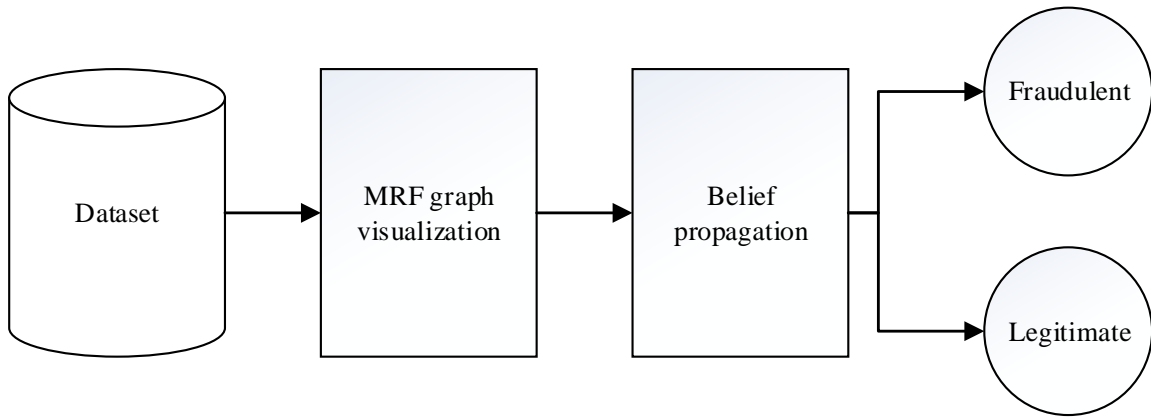 Dataset
MRF graph
visualization
Belief
propagation
Fraudulent
Legitimate